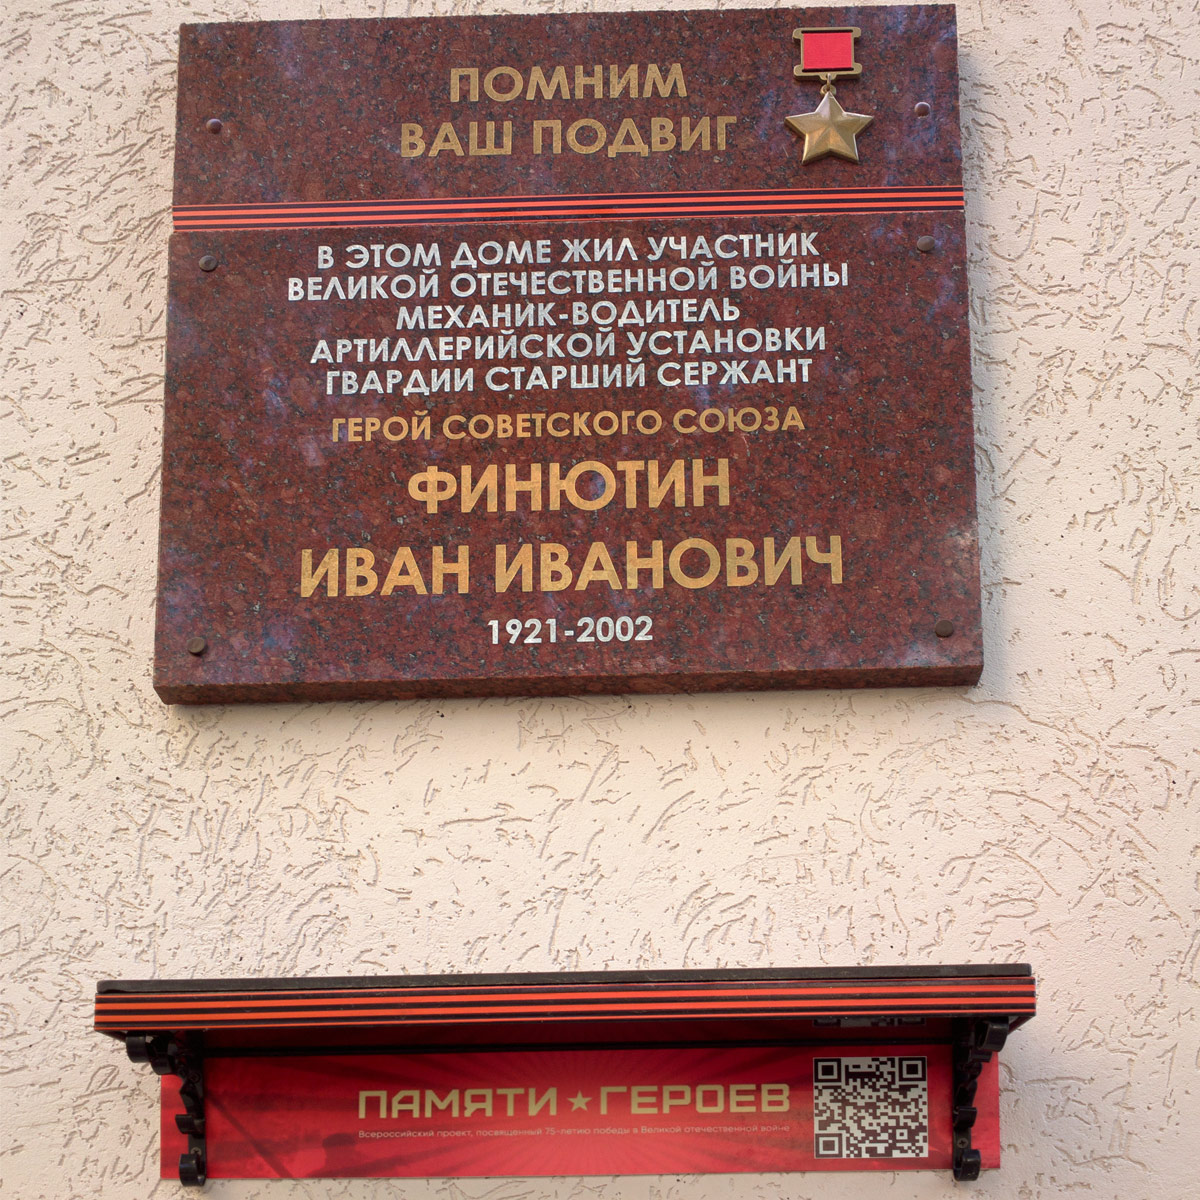 ПОМНИМ
ВАШ ПОДВИГ
В ЭТОМ ДОМЕ ЖИЛ УЧАСТНИК
ВЕЛИКОЙ ОТЕЧЕСТВЕННОЙ ВОЙНЫ
МЕХАНИК-ВОДИТЕЛЬ
АРТИЛЛЕРИЙСКОЙ УСТАНОВКИ
ГВАРДИИ СТАРШИЙ СЕРЖАНТ
ГЕРОЙ СОВЕТСКОГО СОЮЗА
ФИНЮТИН
ИВАН ИВАНОВИЧ
1921-2002
ПАМЯТИ★ГЕРОЕВ
Всероссийский проект, посвященный 75-летию победы в Великой отечественной войне